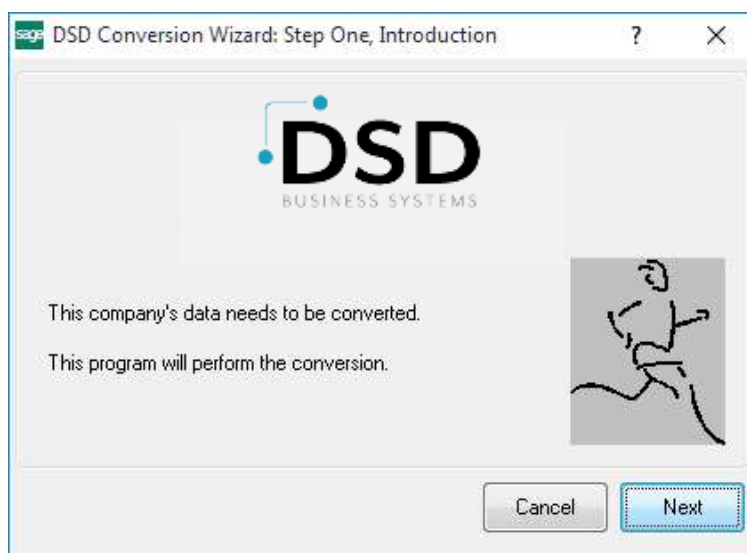 sage DSD Conversion Wizard: Step One, Introduction ? X
DSD
BUSINESS SYSTEMS
This company's data needs to be converted.
This program will perform the conversion.
Cancel Next